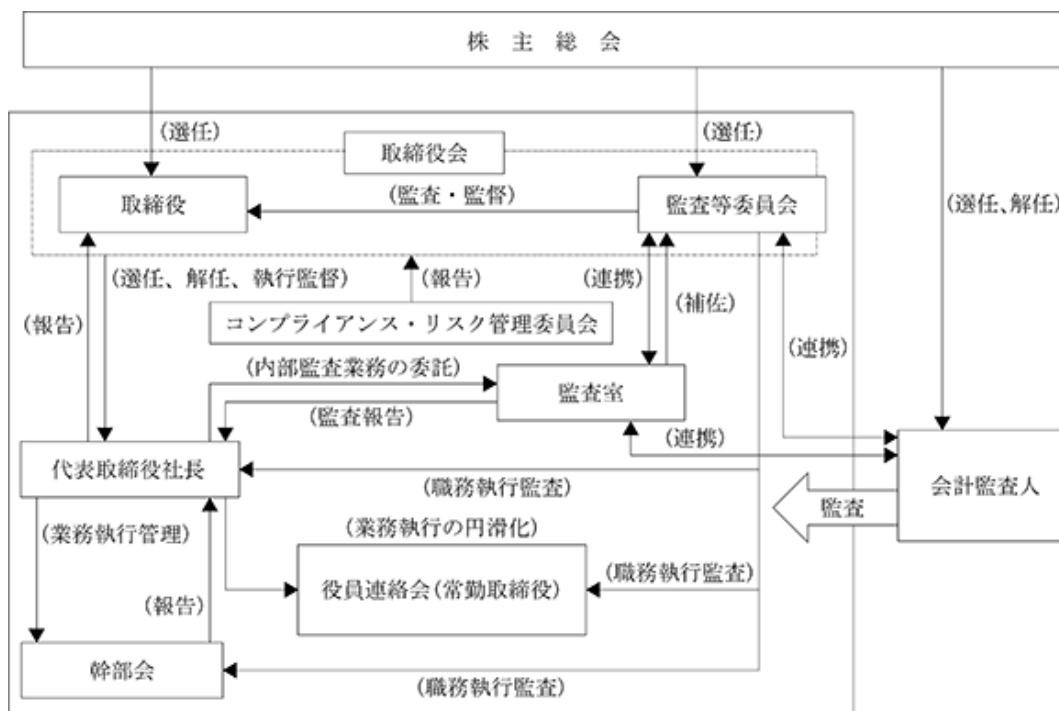 株主総会
(選任)
(選任)
取締役会
取締役
(監査・監督)
監査等委員会
(選任、解任)
(選任、解任、執行監督)
(報告)
(連携)
(報告)
(補佐)
コンプライアンス・リスク管理委員会
(連携)
(内部監査業務の委託)
監査室
(監査報告)
(連携)
代表取締役社長
(職務執行監査)
会計監査人
監査
(業務執行管理)
(業務執行の円滑化)
役員連絡会(常勤取締役)
(職務執行監査)
(報告)
幹部会
(職務執行監査)